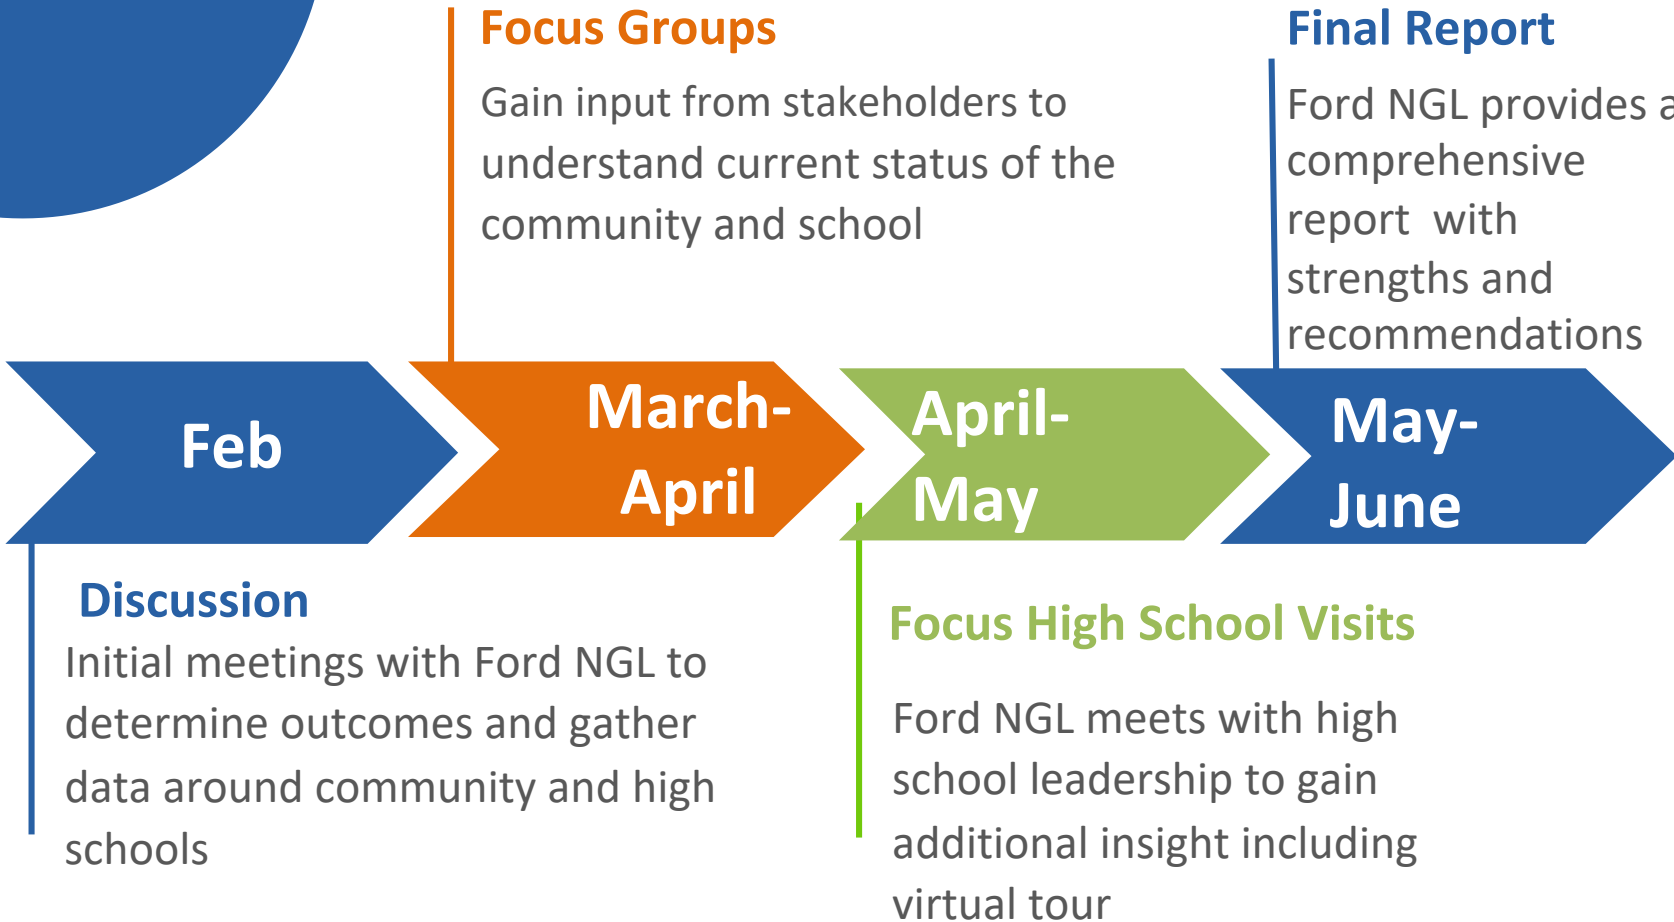 Focus Groups
Gain input from stakeholders to
understand current status of the
community and school
Final Report
Ford NGL provides a
comprehensive
report  with
strengths and
recommendations
Feb
March-
April
April-
May
May-
June
Discussion
Initial meetings with Ford NGL to
determine outcomes and gather
data around community and high
schools
Focus High School Visits
Ford NGL meets with high
school leadership to gain
additional insight including
virtual tour